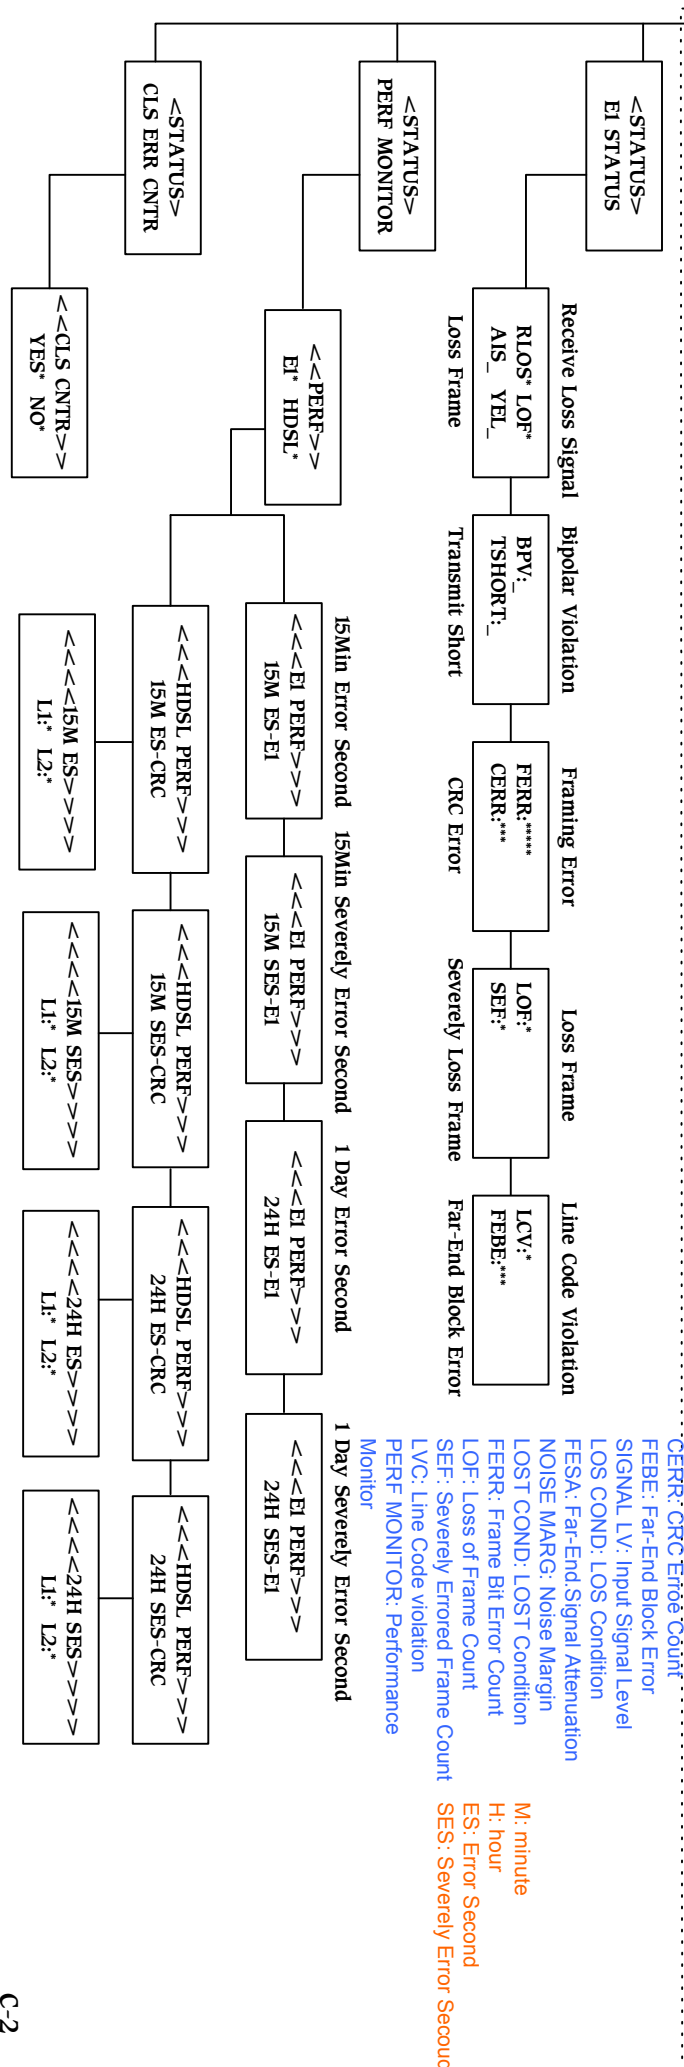 <STATUS>
E1 STATUS
Receive Loss Signal
RLOS* LOF*
AIS_ YEL_
Loss Frame
Bipolar Violation
BPV:_
TSHORT:_
Transmit Short
Framing Error
FERR:*****
CERR:***
CRC Error
Loss Frame
LOF:*
SEF:*
Severely Loss Frame
Line Code Violation
LCV:*
FEBE:***
Far-End Block Error
<STATUS>
PERF MONITOR
<<PERF>>
E1* HDSL*
15Min Error Second
<<<E1 PERF>>>
15M ES-E1
15Min Severely Error Second
<<<E1 PERF>>>
15M SES-E1
1 Day Error Second
<<<E1 PERF>>>
24H ES-E1
1 Day Severely Error Second
<<<E1 PERF>>>
24H SES-E1
<<<HDSL PERF>>>
15M ES-CRC
<<<HDSL PERF>>>
15M SES-CRC
<<<HDSL PERF>>>
24H ES-CRC
<<<HDSL PERF>>>
24H SES-CRC
<<<<15M ES>>>>
L1:* L2:*
<<<<15M SES>>>>
L1:* L2:*
<<<<24H ES>>>>
L1:* L2:*
<<<<24H SES>>>>
L1:* L2:*
<STATUS>
CLS ERR CNTR
<<CLS CNTR>>
YES* NO*
CERR: CRC Erroe Count
FEBE: Far-End Block Error
SIGNAL LV: Input Signal Level
LOS COND: LOS Condition
FESA: Far-End.Signal Attenuation
NOISE MARG: Noise Margin
LOST COND: LOST Condition
FERR: Frame Bit Error Count
LOF: Loss of Frame Count
SEF: Severely Errored Frame Count
LVC: Line Code violation
PERF MONITOR: Performance
Monitor
M: minute
H: hour
ES: Error Second
SES: Severely Error Secoud
C-2